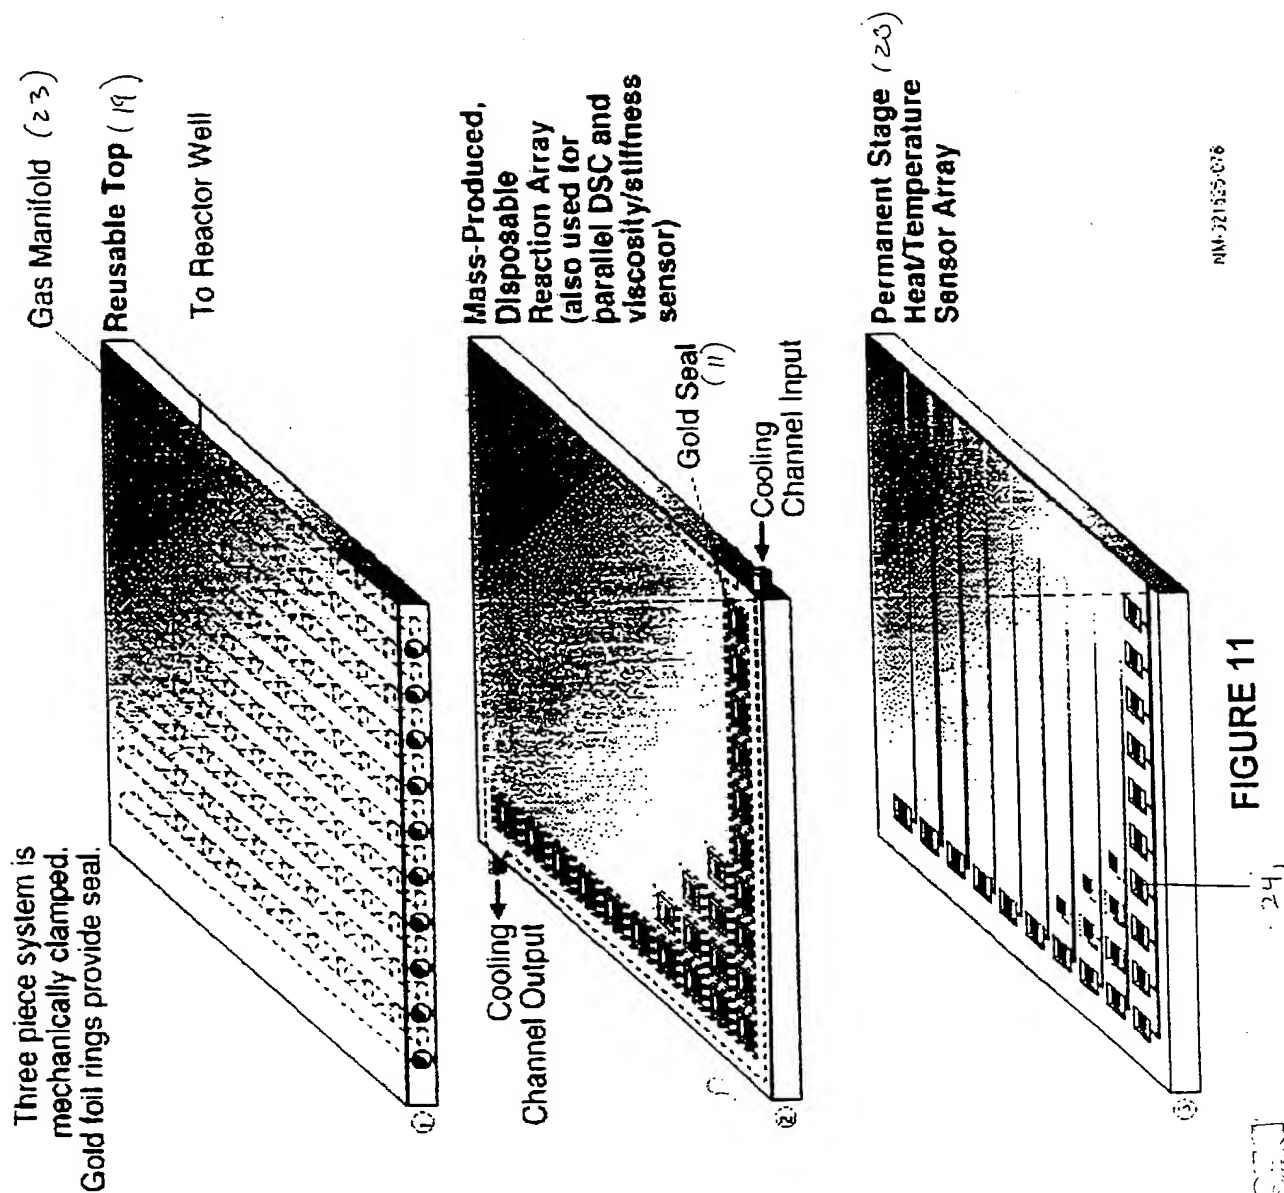 Three piece system is
mechanically clamped.
Gold foil rings provide seal.
Gas Manifold (23)
Reusable Top (19)
To Reactor Well
①
Mass-Produced,
Disposable
Reaction Array
(also used for
parallel DSC and
viscosity/stiffness
sensor)
Gold Seal
(11)
Cooling
Channel Input
Cooling
Channel Output
②
Permanent Stage (20)
Heat/Temperature
Sensor Array
③
24,
FIGURE 11